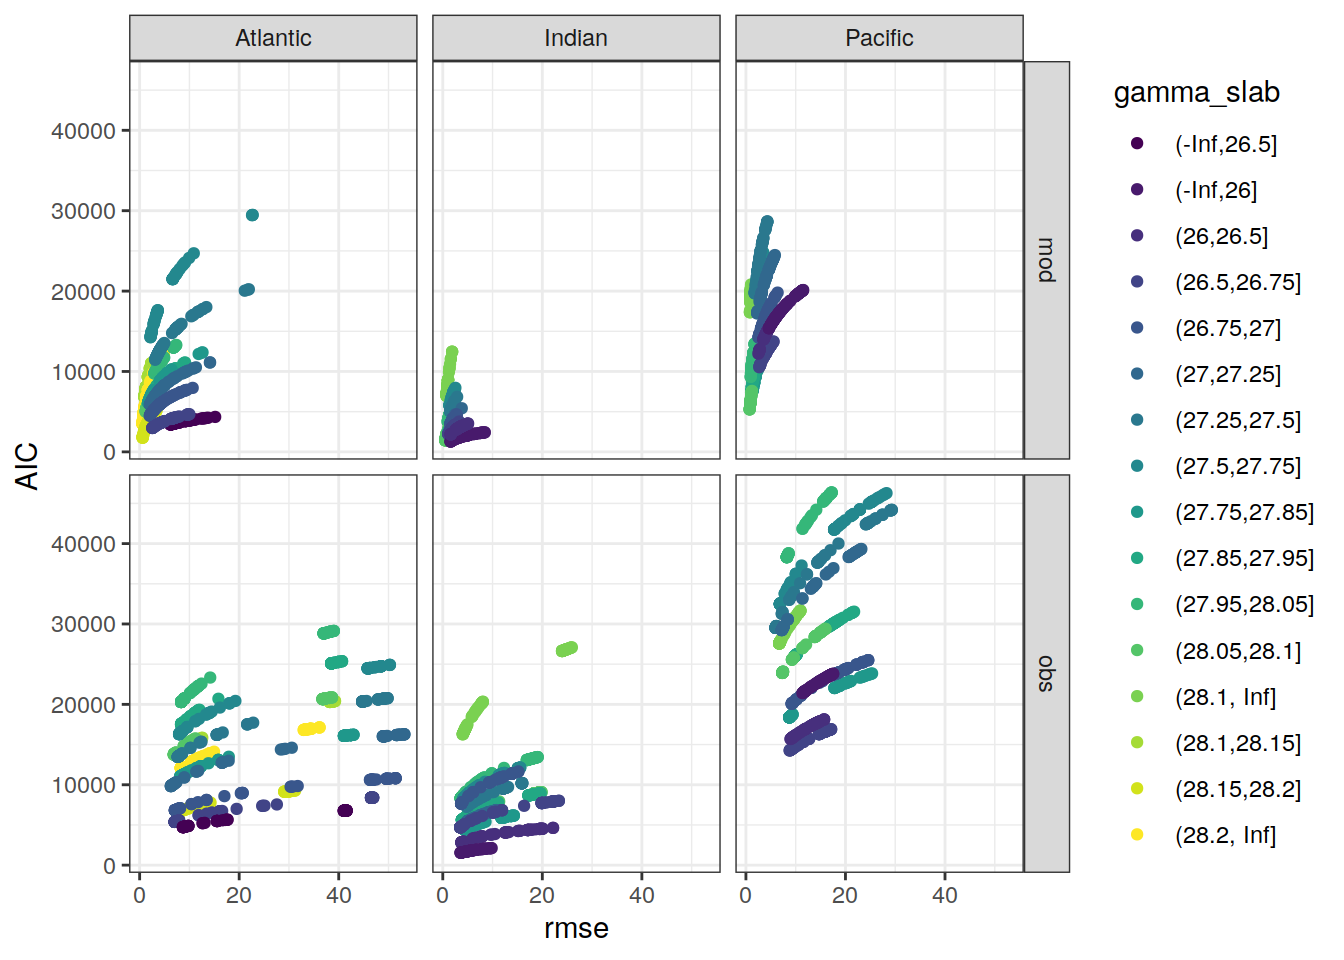 Atlantic
Indian
Pacific
mod
obs
40000
30000
20000
10000
0
40000
30000
20000
10000
0
AIC
0
20
40
0
20
40
0
20
40
rmse
gamma_slab
(-Inf,26.5]
(-Inf,26]
(26,26.5]
(26.5,26.75]
(26.75,27]
(27,27.25]
(27.25,27.5]
(27.5,27.75]
(27.75,27.85]
(27.85,27.95]
(27.95,28.05]
(28.05,28.1]
(28.1, Inf]
(28.1,28.15]
(28.15,28.2]
(28.2, Inf]